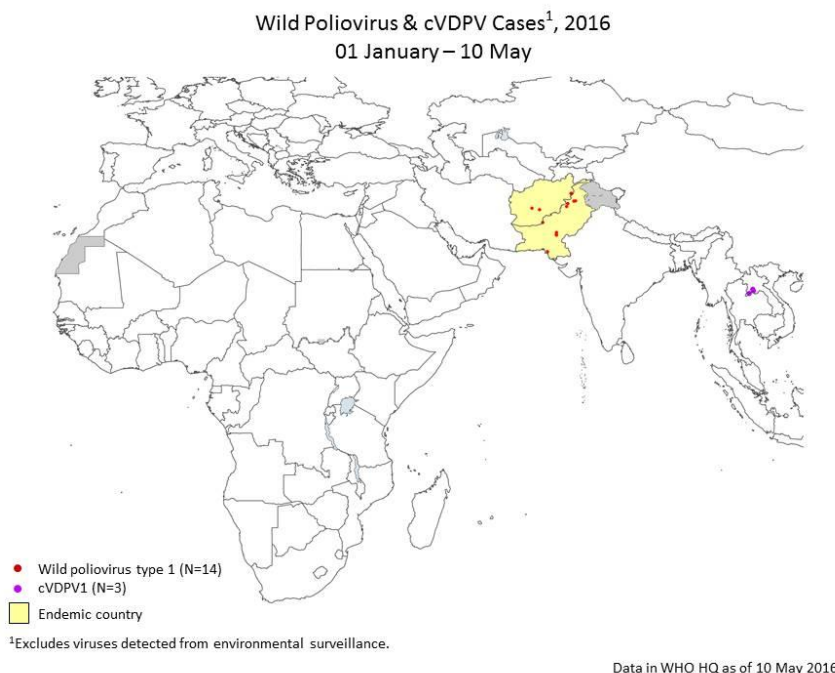 Wild Poliovirus & cVDPV Cases¹, 2016
01 January – 10 May
Wild poliovirus type 1 (N=14)
cVDPV1 (N=3)
Endemic country
¹Excludes viruses detected from environmental surveillance.
Data in WHO HQ as of 10 May 2016